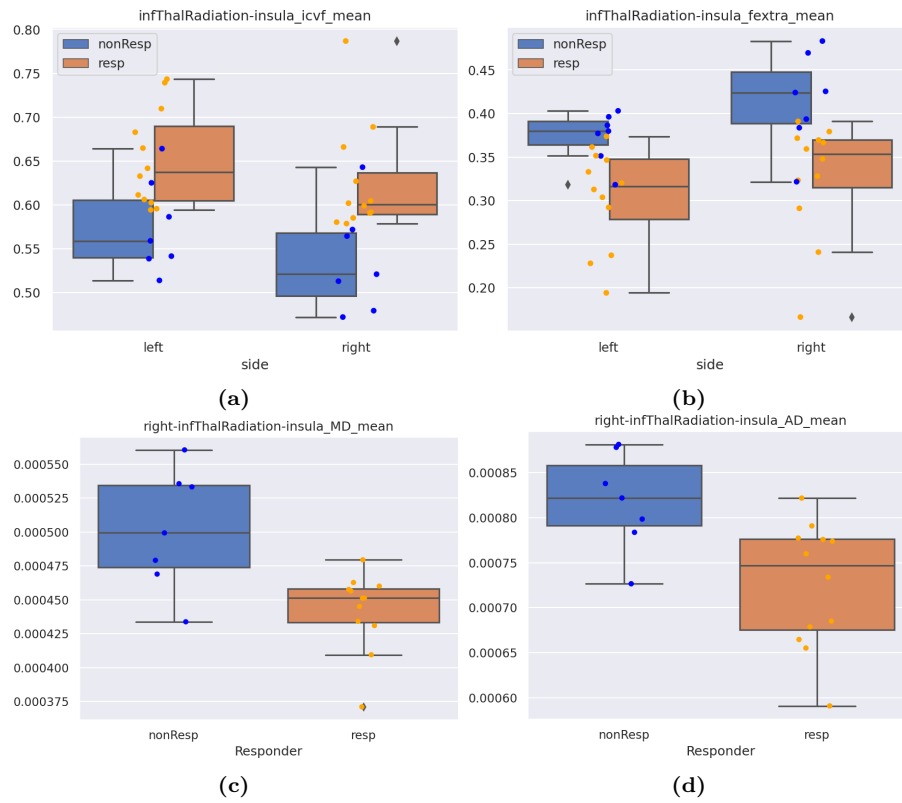 infThalRadiation-insula_icvf_mean
0.80
0.75
0.70
0.65
0.60
0.55
0.50
nonResp
resp
left
right
side
(a)
infThalRadiation-insula_fextra_mean
0.45
0.40
0.35
0.30
0.25
0.20
nonResp
resp
left
right
side
(b)
right-infThalRadiation-insula_MD_mean
0.000550
0.000525
0.000500
0.000475
0.000450
0.000425
0.000400
0.000375
nonResp
resp
Responder
(c)
right-infThalRadiation-insula_AD_mean
0.00085
0.00080
0.00075
0.00070
0.00065
0.00060
nonResp
resp
Responder
(d)